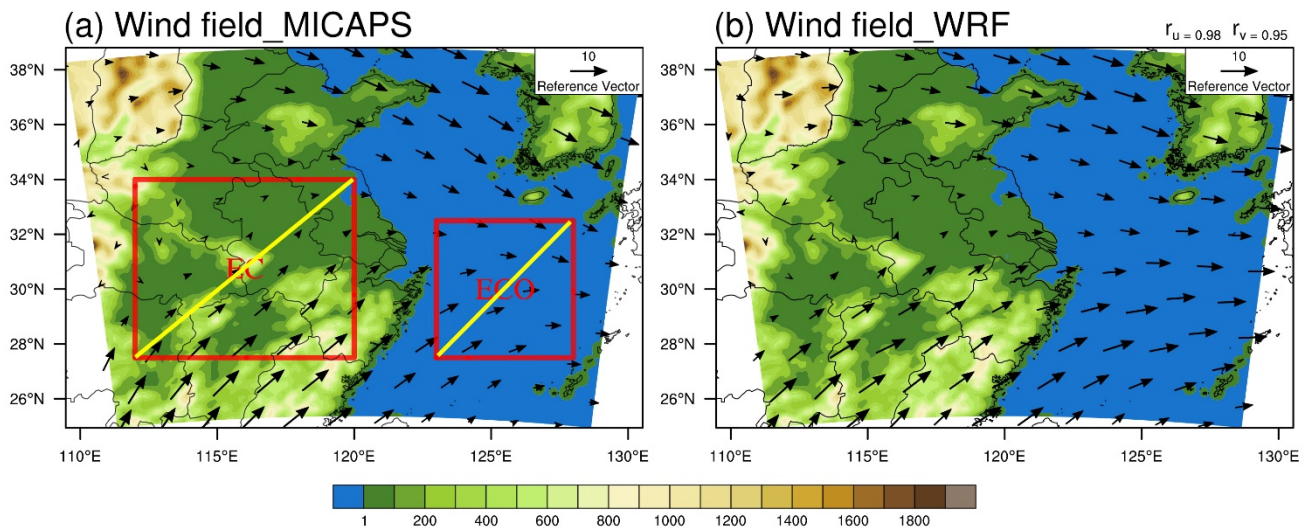 (a) Wind field_MICAPS
10
Reference Vector
38°N
36°N
34°N
32°N
30°N
28°N
26°N
EC
ECO
110°E 115°E 120°E 125°E 130°E
(b) Wind field_WRF
r u = 0.98 r v = 0.95
10
Reference Vector
38°N
36°N
34°N
32°N
30°N
28°N
26°N
110°E 115°E 120°E 125°E 130°E
1 200 400 600 800 1000 1200 1400 1600 1800